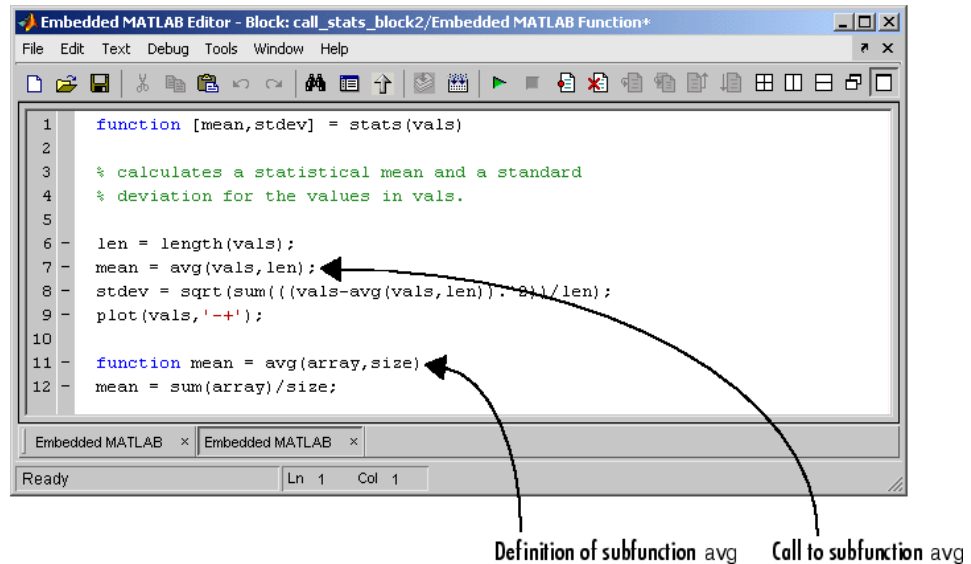 Embedded MATLAB Editor - Block: call_stats_block2/Embedded MATLAB Function*
File Edit Text Debug Tools Window Help
1 function [mean,stdev] = stats(vals)
2
3 % calculates a statistical mean and a standard
4 % deviation for the values in vals.
5
6 - len = length(vals);
7 - mean = avg(vals,len);
8 - stdev = sqrt(sum(((vals-avg(vals,len)).^2))/len);
9 - plot(vals,'-+');
10
11 - function mean = avg(array,size)
12 - mean = sum(array)/size;
Embedded MATLAB × Embedded MATLAB ×
Ready Ln 1 Col 1
Definition of subfunction avg Call to subfunction avg